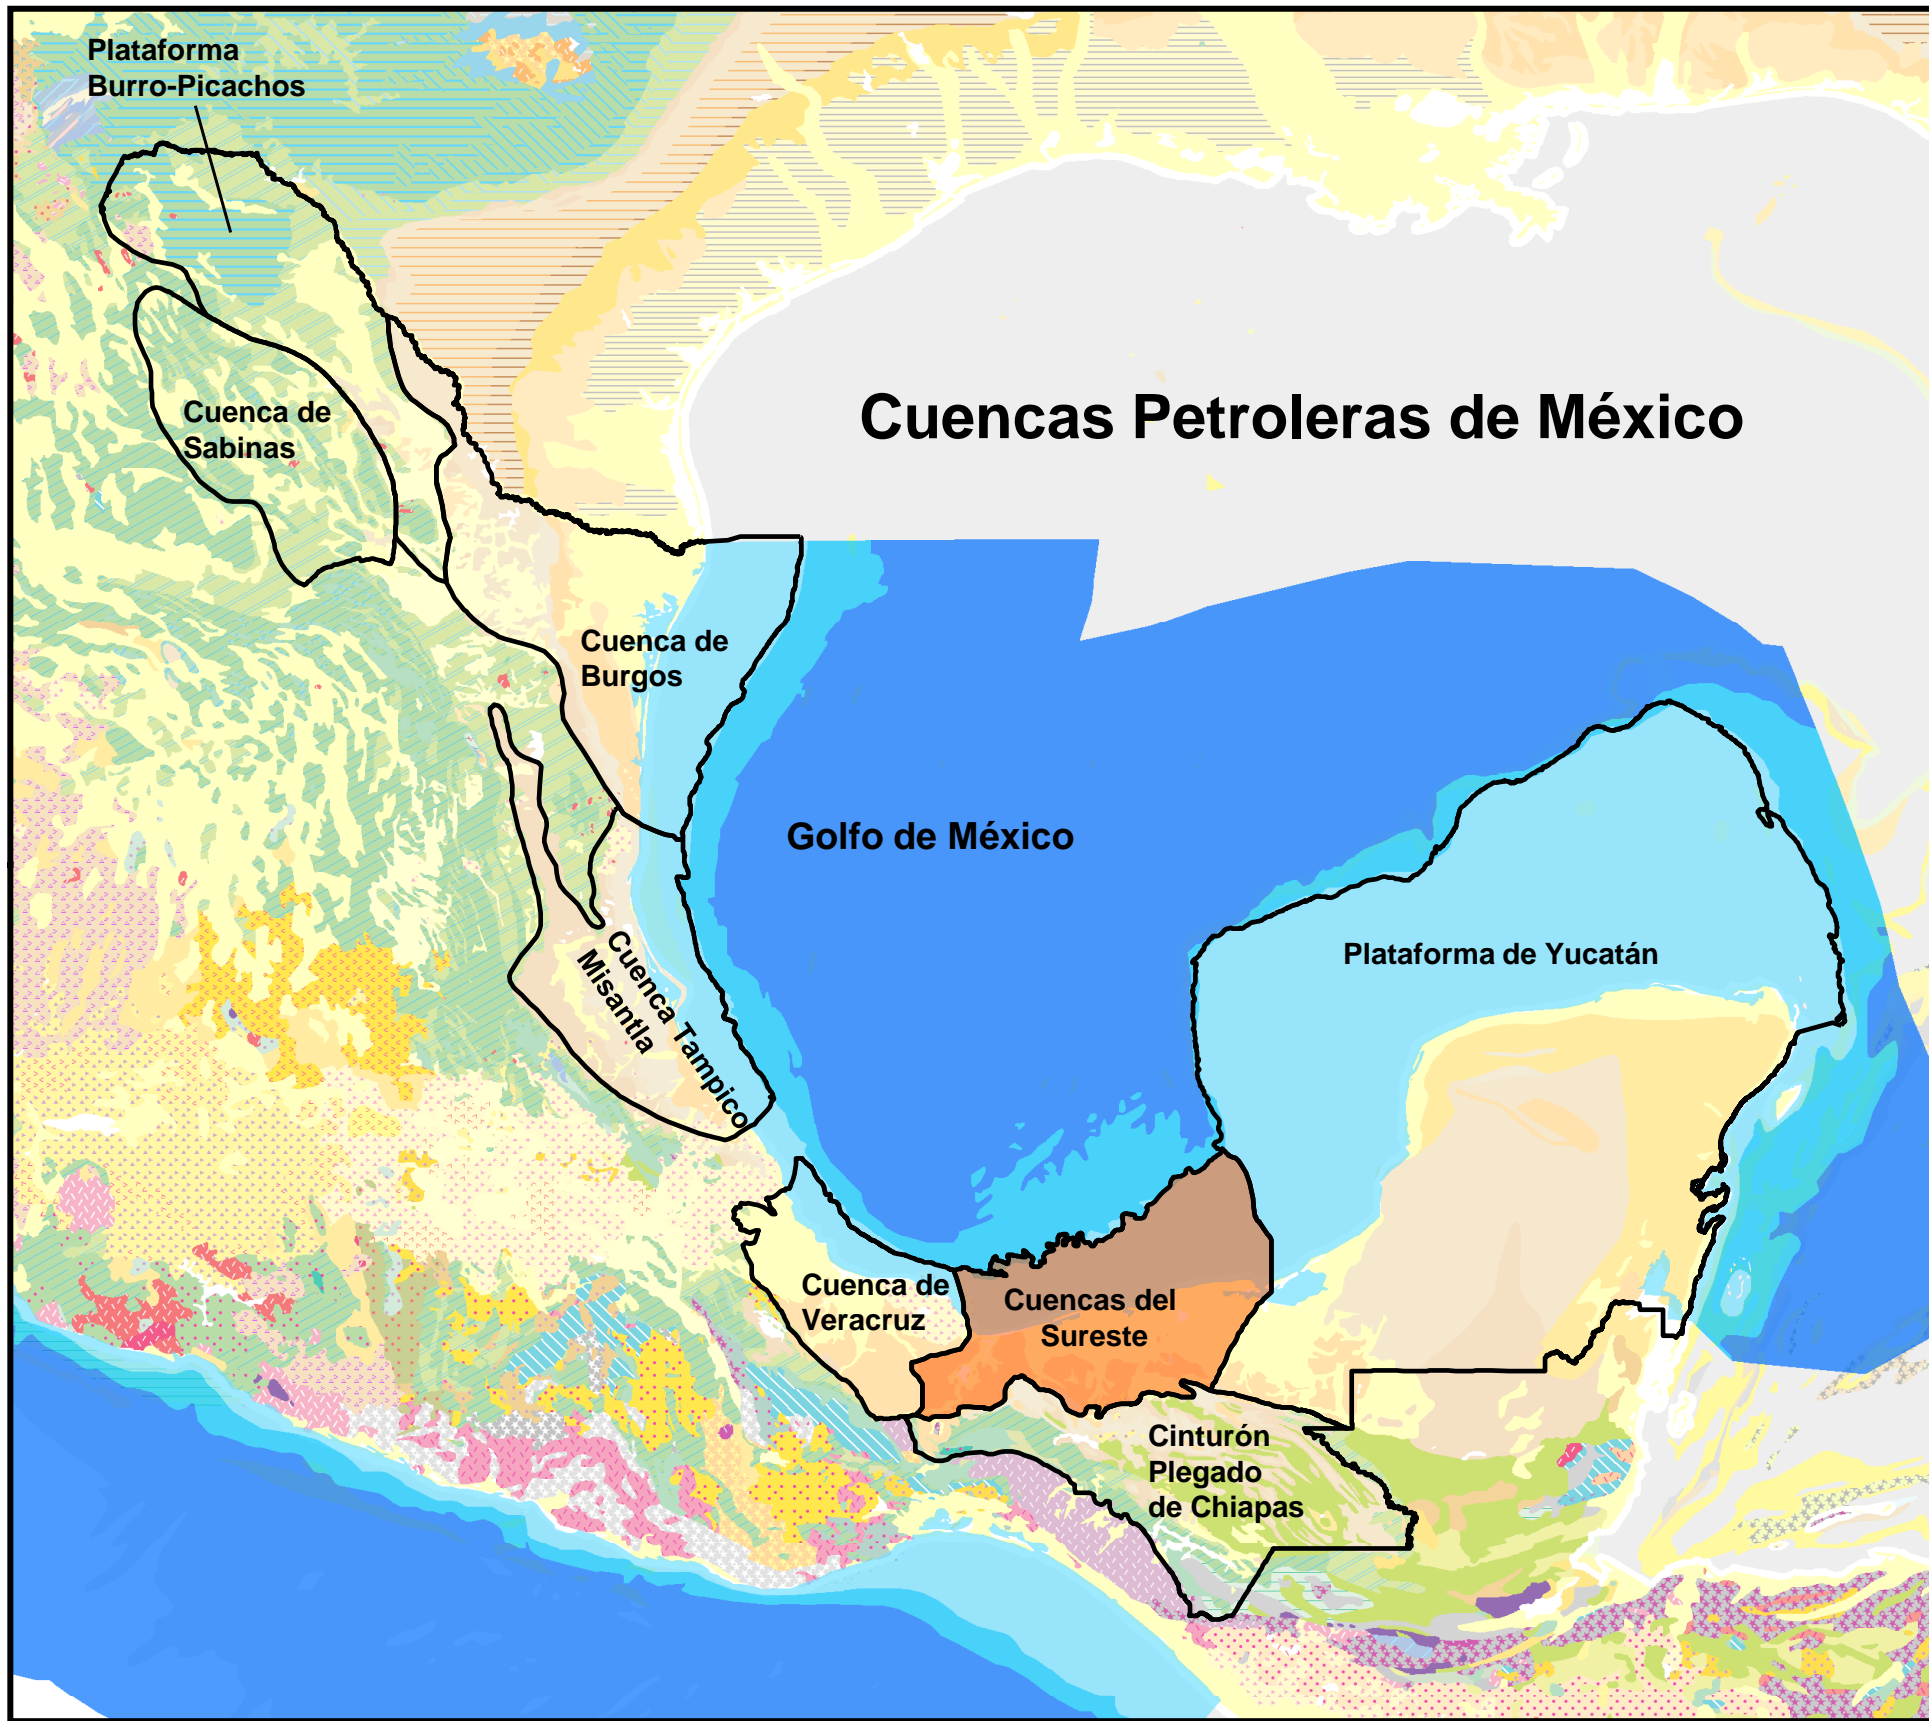 Plataforma
Burro-Picachos
Cuencas Petroleras de México
Cuenca de
Sabinas
Cuenca de
Burgos
Golfo de México
Plataforma de Yucatán
Cuenca Tampico
Misantla
Cuenca de
Veracruz
Cuencas del
Sureste
Cinturón
Plegado
de Chiapas